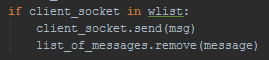 if client_socket in wlist:
    client_socket.send(msg)
    list_of_messages.remove(message)